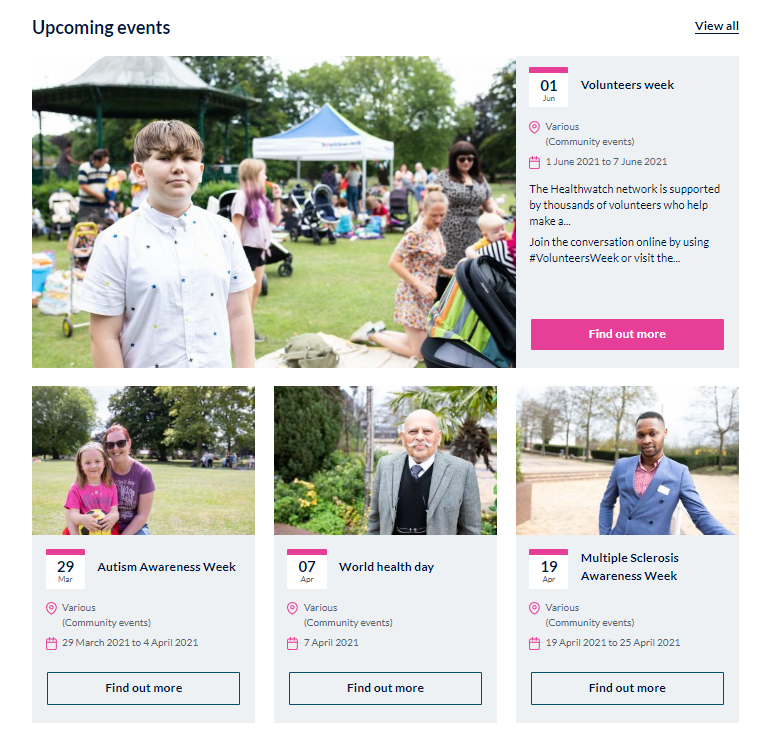 Upcoming events
View all
01
Jun
Volunteers week
Various
(Community events)
1 June 2021 to 7 June 2021
The Healthwatch network is supported
by thousands of volunteers who help
make a...
Join the conversation online by using
#VolunteersWeek or visit the...
Find out more
29
Mar
Autism Awareness Week
Various
(Community events)
29 March 2021 to 4 April 2021
Find out more
07
Apr
World health day
Various
(Community events)
7 April 2021
Find out more
19
Apr
Multiple Sclerosis
Awareness Week
Various
(Community events)
19 April 2021 to 25 April 2021
Find out more